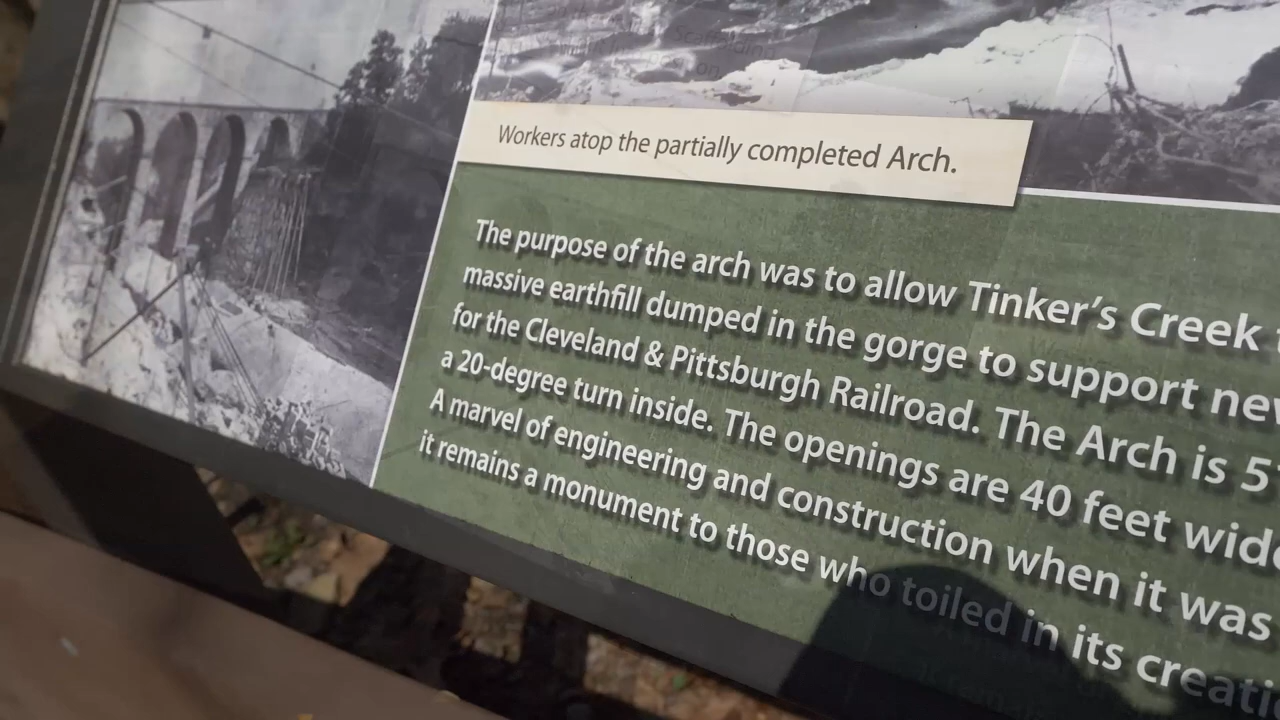 Workers atop the partially completed Arch.
The purpose of the arch was to allow Tinker's Creek
massive earthfill dumped in the gorge to support
for the Cleveland & Pittsburgh Railroad. The Arch is
a 20-degree turn inside. The openings are 40 feet
A marvel of engineering and construction when it was
it remains a monument to those who toiled in its